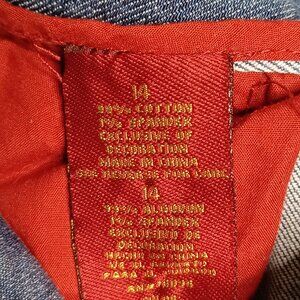 14
99% COTTON
1% SPANDEX
EXCLUSIVE OF
DECORATION
MADE IN CHINA
SEE REVERSE FOR CARE
14
99% ALGODON
1% SPANDEX
EXCLUSIVO DE
DECORACION
HECHO EN CHINA